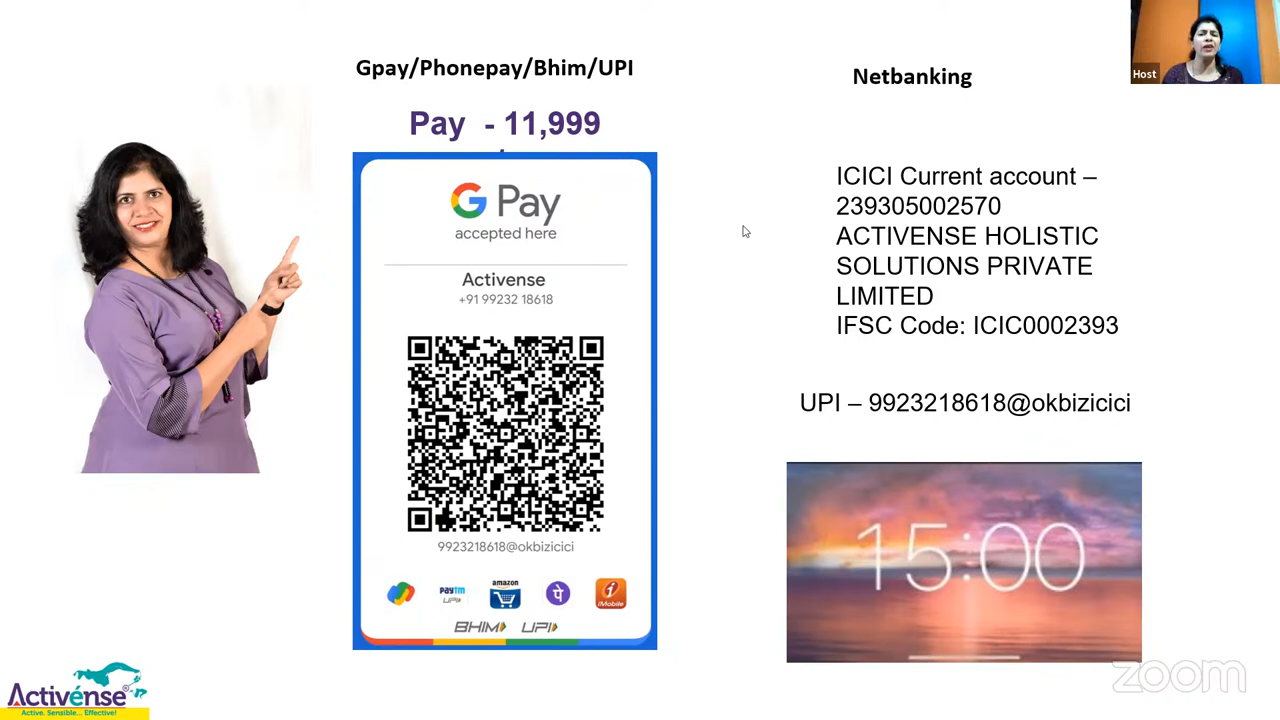 Gpay/Phonepay/Bhim/UPI
Pay - 11,999
G Pay
accepted here
Activense
+91 99232 18618
9923218618@okbizicici
PAYTM
UPI
amazon
पे
iMobile
BHIM UPI
Netbanking
ICICI Current account –
239305002570
ACTIVENSE HOLISTIC
SOLUTIONS PRIVATE
LIMITED
IFSC Code: ICIC0002393
UPI – 9923218618@okbizicici
15:00
Host
Activénse®
Active. Sensible... Effective!
zoom